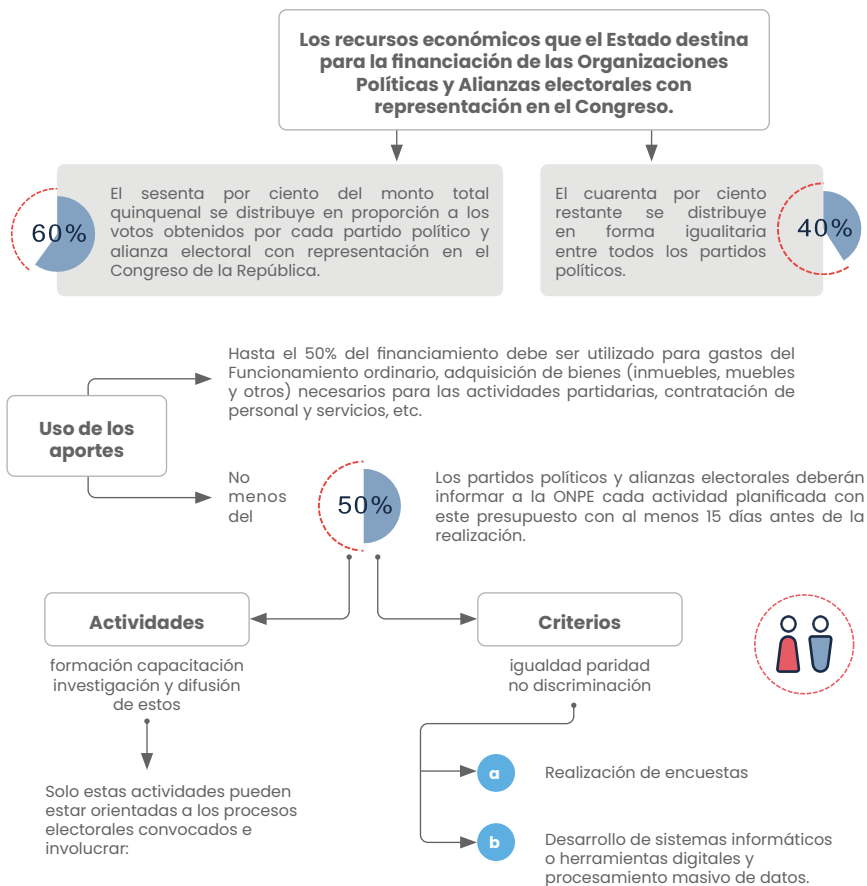 Los recursos económicos que el Estado destina
para la financiación de las Organizaciones
Políticas y Alianzas electorales con
representación en el Congreso.
60%
El sesenta por ciento del monto total
quinquenal se distribuye en proporción a los
votos obtenidos por cada partido político y
alianza electoral con representación en el
Congreso de la República.
El cuarenta por ciento
restante se distribuye
en forma igualitaria
entre todos los partidos
políticos.
40%
Uso de los
aportes
Hasta el 50% del financiamiento debe ser utilizado para gastos del
Funcionamiento ordinario, adquisición de bienes (inmuebles, muebles
y otros) necesarios para las actividades partidarias, contratación de
personal y servicios, etc.
No
menos
del
50%
Los partidos políticos y alianzas electorales deberán
informar a la ONPE cada actividad planificada con
este presupuesto con al menos 15 días antes de la
realización.
Actividades
formación capacitación
investigación y difusión
de estos
Solo estas actividades pueden
estar orientadas a los procesos
electorales convocados e
involucrar:
Criterios
igualdad paridad
no discriminación
a
Realización de encuestas
b
Desarrollo de sistemas informáticos
o herramientas digitales y
procesamiento masivo de datos.